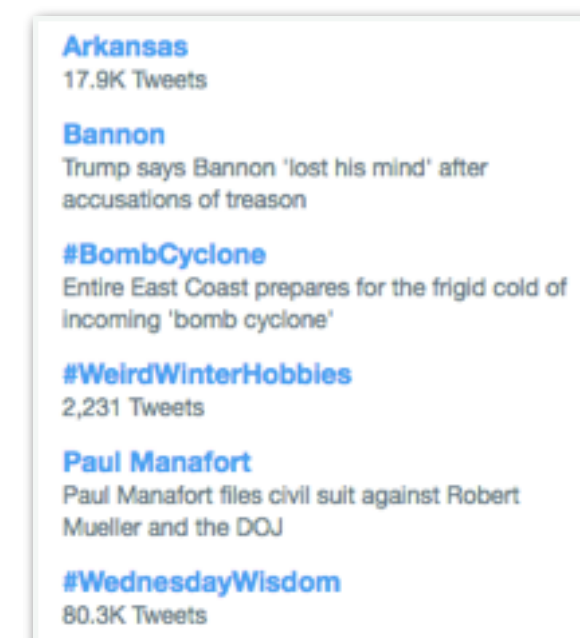 Arkansas
17.9K Tweets
Bannon
Trump says Bannon 'lost his mind' after
accusations of treason
#BombCyclone
Entire East Coast prepares for the frigid cold of
incoming 'bomb cyclone'
#WeirdWinterHobbies
2,231 Tweets
Paul Manafort
Paul Manafort files civil suit against Robert
Mueller and the DOJ
#WednesdayWisdom
80.3K Tweets